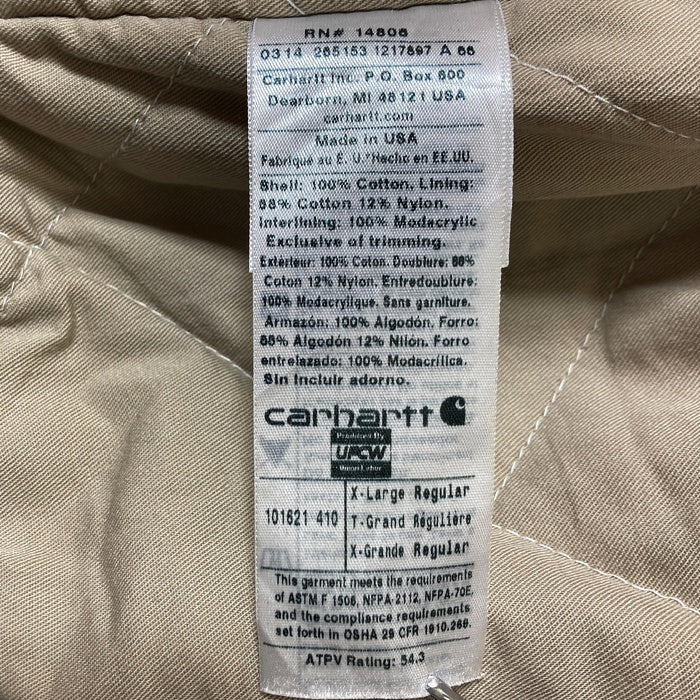 RN# 14806
0314 265153 1217897 A 66
Carhartt Inc. P.O. Box 600
Dearborn, MI 48121 USA
carhartt.com
Made in USA
Fabriqué au É. U.*Hecho en EE.UU.
Shell: 100% Cotton. Lining:
88% Cotton 12% Nylon.
Interlining: 100% Modacrylic
Exclusive of trimming.
Extérieur: 100% Coton. Doublure: 88%
Coton 12% Nylon. Entredoublure:
100% Modacrylique. Sans garniture.
Armazón: 100% Algodón. Forro:
88% Algodón 12% Nilón. Forro
entrelazado: 100% Modacrílica.
Sin incluir adorno.
carhartt
Produced By
UFCW
Union Labor
X-Large Regular
101621 410 T-Grand Régulière
X-Grande Regular
This garment meets the requirements
of ASTM F 1506, NFPA-2112, NFPA-70E,
and the compliance requirements
set forth in OSHA 29 CFR 1910.269.
ATPV Rating: 54.3